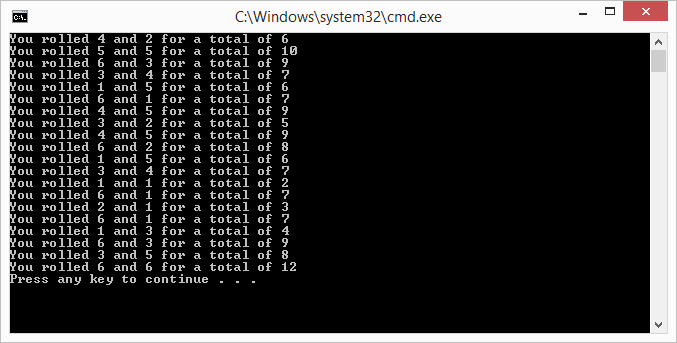 C:\Windows\system32\cmd.exe
You rolled 4 and 2 for a total of 6
You rolled 5 and 5 for a total of 10
You rolled 6 and 3 for a total of 9
You rolled 3 and 4 for a total of 7
You rolled 1 and 5 for a total of 6
You rolled 6 and 1 for a total of 7
You rolled 4 and 5 for a total of 9
You rolled 3 and 2 for a total of 5
You rolled 4 and 5 for a total of 9
You rolled 6 and 2 for a total of 8
You rolled 1 and 5 for a total of 6
You rolled 3 and 4 for a total of 7
You rolled 1 and 1 for a total of 2
You rolled 6 and 1 for a total of 7
You rolled 2 and 1 for a total of 3
You rolled 6 and 1 for a total of 7
You rolled 1 and 3 for a total of 4
You rolled 6 and 3 for a total of 9
You rolled 3 and 5 for a total of 8
You rolled 6 and 6 for a total of 12
Press any key to continue . . .